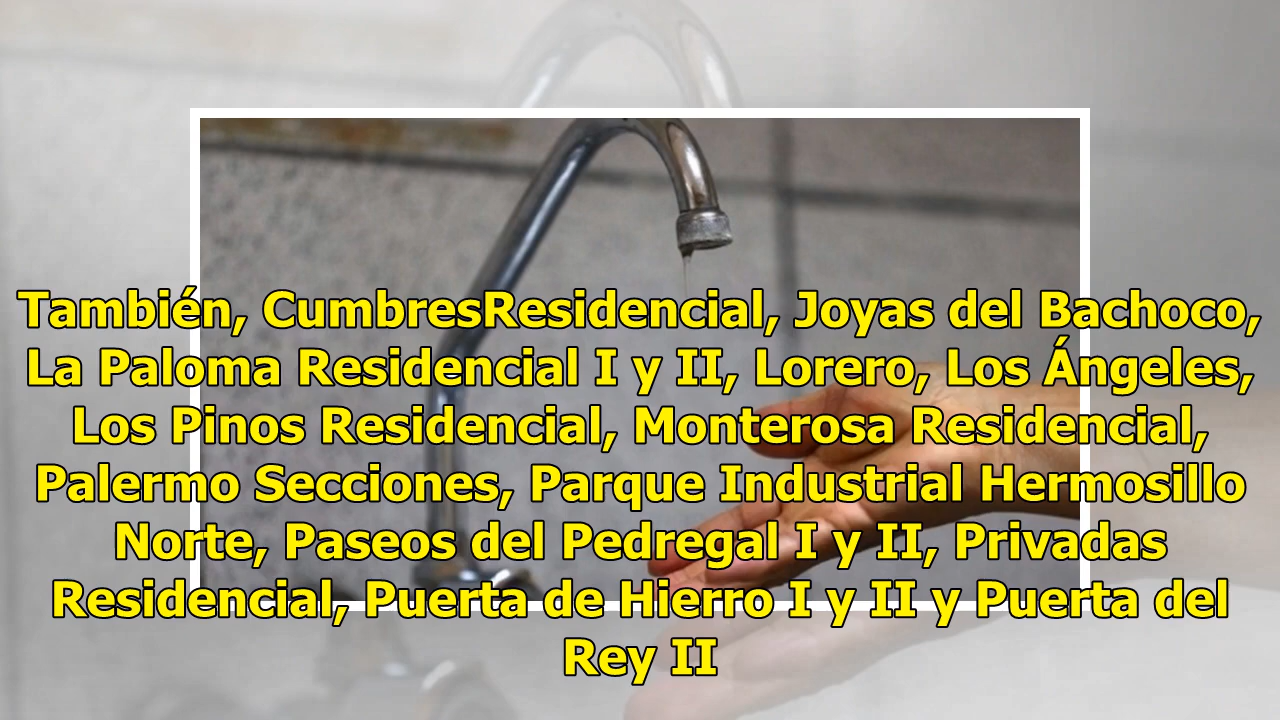 También, CumbresResidencial, Joyas del Bachoco,
La Paloma Residencial I y II, Lorero, Los Ángeles,
Los Pinos Residencial, Monterosa Residencial,
Palermo Secciones, Parque Industrial Hermosillo
Norte, Paseos del Pedregal I y II, Privadas
Residencial, Puerta de Hierro I y II y Puerta del
Rey II